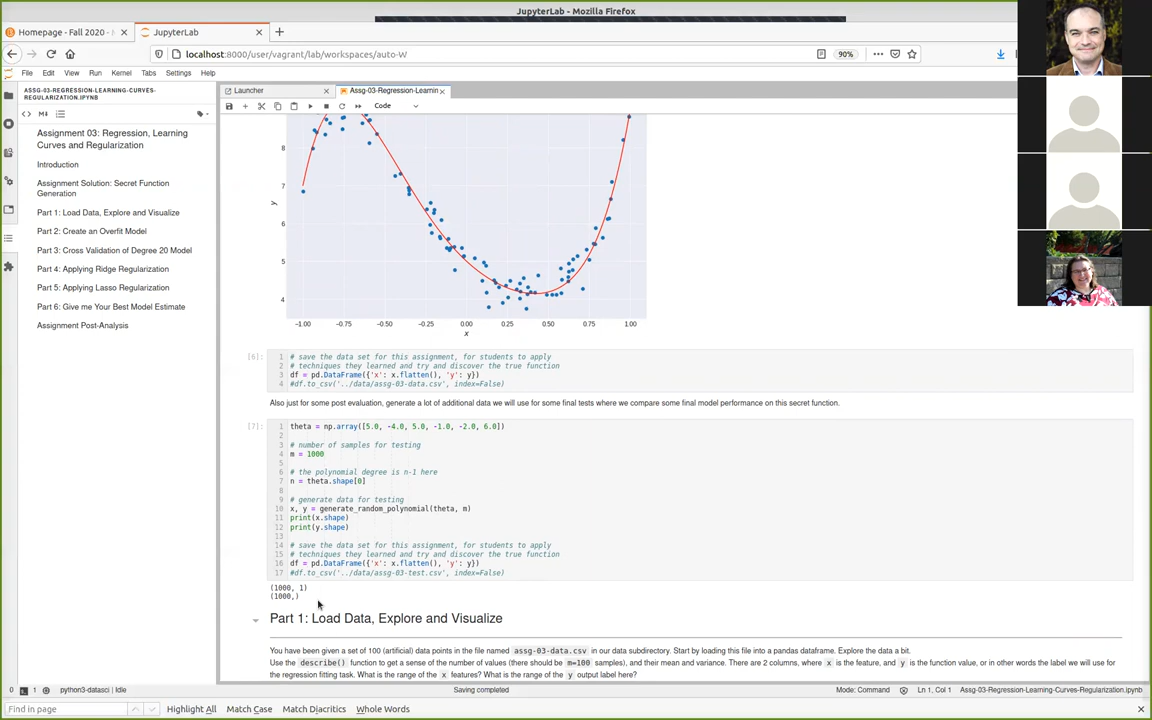 JupyterLab - Mozilla Firefox
Homepage - Fall 2020 -
JupyterLab
localhost:8000/user/vagrant/lab/workspaces/auto-W
90%
File Edit View Run Kernel Tabs Settings Help
ASSG-03-REGRESSION-LEARNING-CURVES-
REGULARIZATION.IPYNB
Launcher
Assg-03-Regression-Learnin
Code
Assignment 03: Regression, Learning
Curves and Regularization
Introduction
Assignment Solution: Secret Function
Generation
Part 1: Load Data, Explore and Visualize
Part 2: Create an Overfit Model
Part 3: Cross Validation of Degree 20 Model
Part 4: Applying Ridge Regularization
Part 5: Applying Lasso Regularization
Part 6: Give me Your Best Model Estimate
Assignment Post-Analysis
8
7
6
5
4
y
-1.00 -0.75 -0.50 -0.25 0.00 0.25 0.50 0.75 1.00
x
[6]:
1 # save the data set for this assignment, for students to apply
2 # techniques they learned and try and discover the true function
3 df = pd.DataFrame({'x': x.flatten(), 'y': y})
4 #df.to_csv('../data/assg-03-data.csv', index=False)
Also just for some post evaluation, generate a lot of additional data we will use for some final tests where we compare some final model performance on this secret function.
[7]:
1 theta = np.array([5.0, -4.0, 5.0, -1.0, -2.0, 6.0])
2
3 # number of samples for testing
4 m = 1000
5
6 # the polynomial degree is n-1 here
7 n = theta.shape[0]
8
9 # generate data for testing
10 x, y = generate_random_polynomial(theta, m)
11 print(x.shape)
12 print(y.shape)
13
14 # save the data set for this assignment, for students to apply
15 # techniques they learned and try and discover the true function
16 df = pd.DataFrame({'x': x.flatten(), 'y': y})
17 #df.to_csv('../data/assg-03-test.csv', index=False)
(1000, 1)
(1000,)
Part 1: Load Data, Explore and Visualize
You have been given a set of 100 (artificial) data points in the file named assg-03-data.csv in our data subdirectory. Start by loading this file into a pandas dataframe. Explore the data a bit.
Use the describe() function to get a sense of the number of values (there should be m=100 samples), and their mean and variance. There are 2 columns, where x is the feature, and y is the function value, or in other words the label we will use for
the regression fitting task. What is the range of the x features? What is the range of the y output label here?
0 1 python3-datasci | Idle
Saving completed
Mode: Command
Ln 1, Col 1
Assg-03-Regression-Learning-Curves-Regularization.ipynb
Find in page
Highlight All Match Case Match Diacritics Whole Words